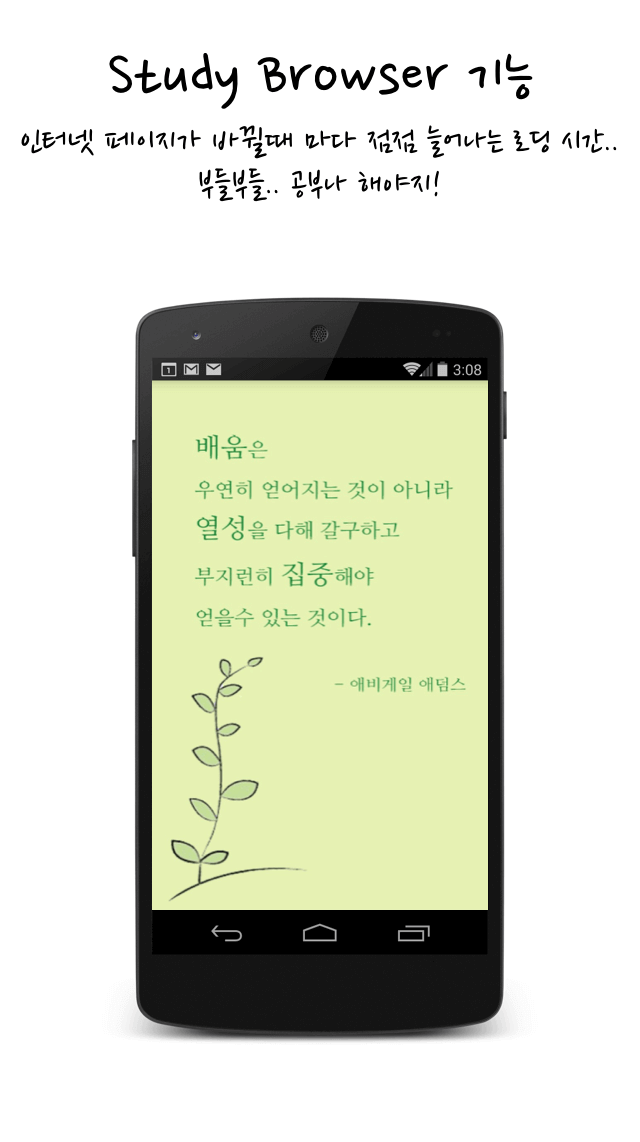 Study Browser 기능
인터넷 페이지가 바뀔때 마다 점점 늘어나는 로딩 시간..
부들부들.. 공부나 해야지!
1 3:08
배움은
우연히 얻어지는 것이 아니라
열성을 다해 갈구하고
부지런히 집중해야
얻을수 있는 것이다.
- 애비게일 애덤스